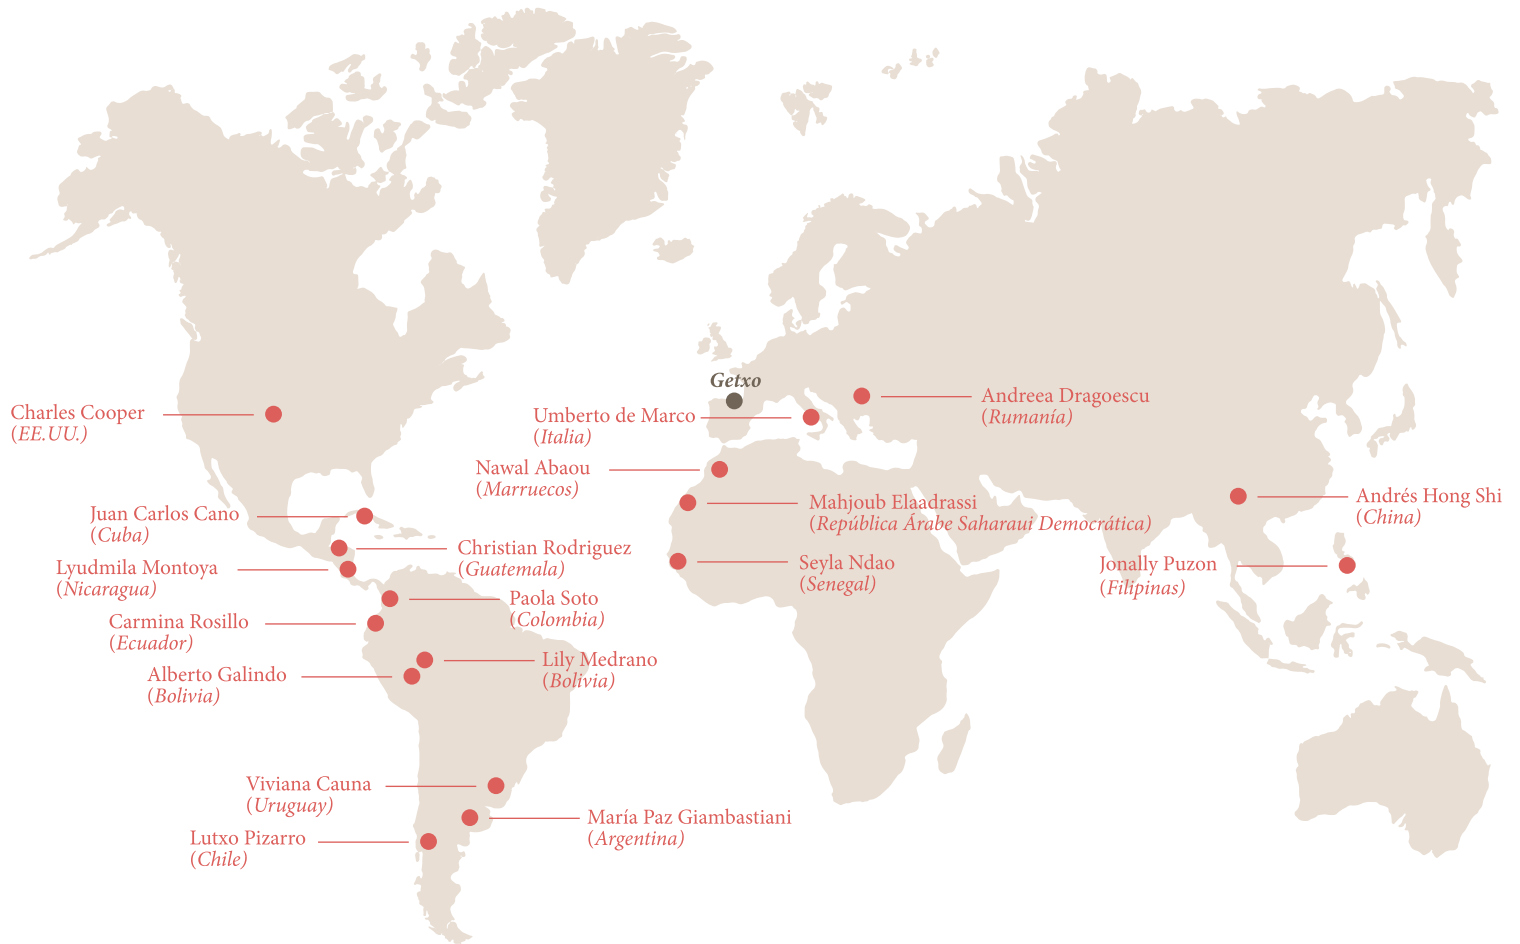 Getxo
Charles Cooper
(EE.UU.)
Umberto de Marco
(Italia)
Andreea Dragoescu
(Rumanía)
Nawal Abaou
(Marruecos)
Mahjoub Elaadrassi
(República Árabe Saharaui Democrática)
Andrés Hong Shi
(China)
Juan Carlos Cano
(Cuba)
Christian Rodriguez
(Guatemala)
Lyudmila Montoya
(Nicaragua)
Seyla Ndao
(Senegal)
Jonally Puzon
(Filipinas)
Paola Soto
(Colombia)
Carmina Rosillo
(Ecuador)
Lily Medrano
(Bolivia)
Alberto Galindo
(Bolivia)
Viviana Cauna
(Uruguay)
María Paz Giambastiani
(Argentina)
Lutxo Pizarro
(Chile)